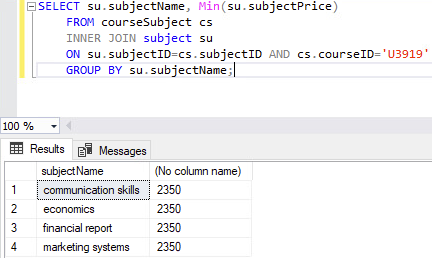 SELECT su.subjectName, Min(su.subjectPrice)
FROM courseSubject cs
INNER JOIN subject su
ON su.subjectID=cs.subjectID AND cs.courseID='U3919'
GROUP BY su.subjectName;
100 %
Results Messages
subjectName (No column name)
1 communication skills 2350
2 economics 2350
3 financial report 2350
4 marketing systems 2350